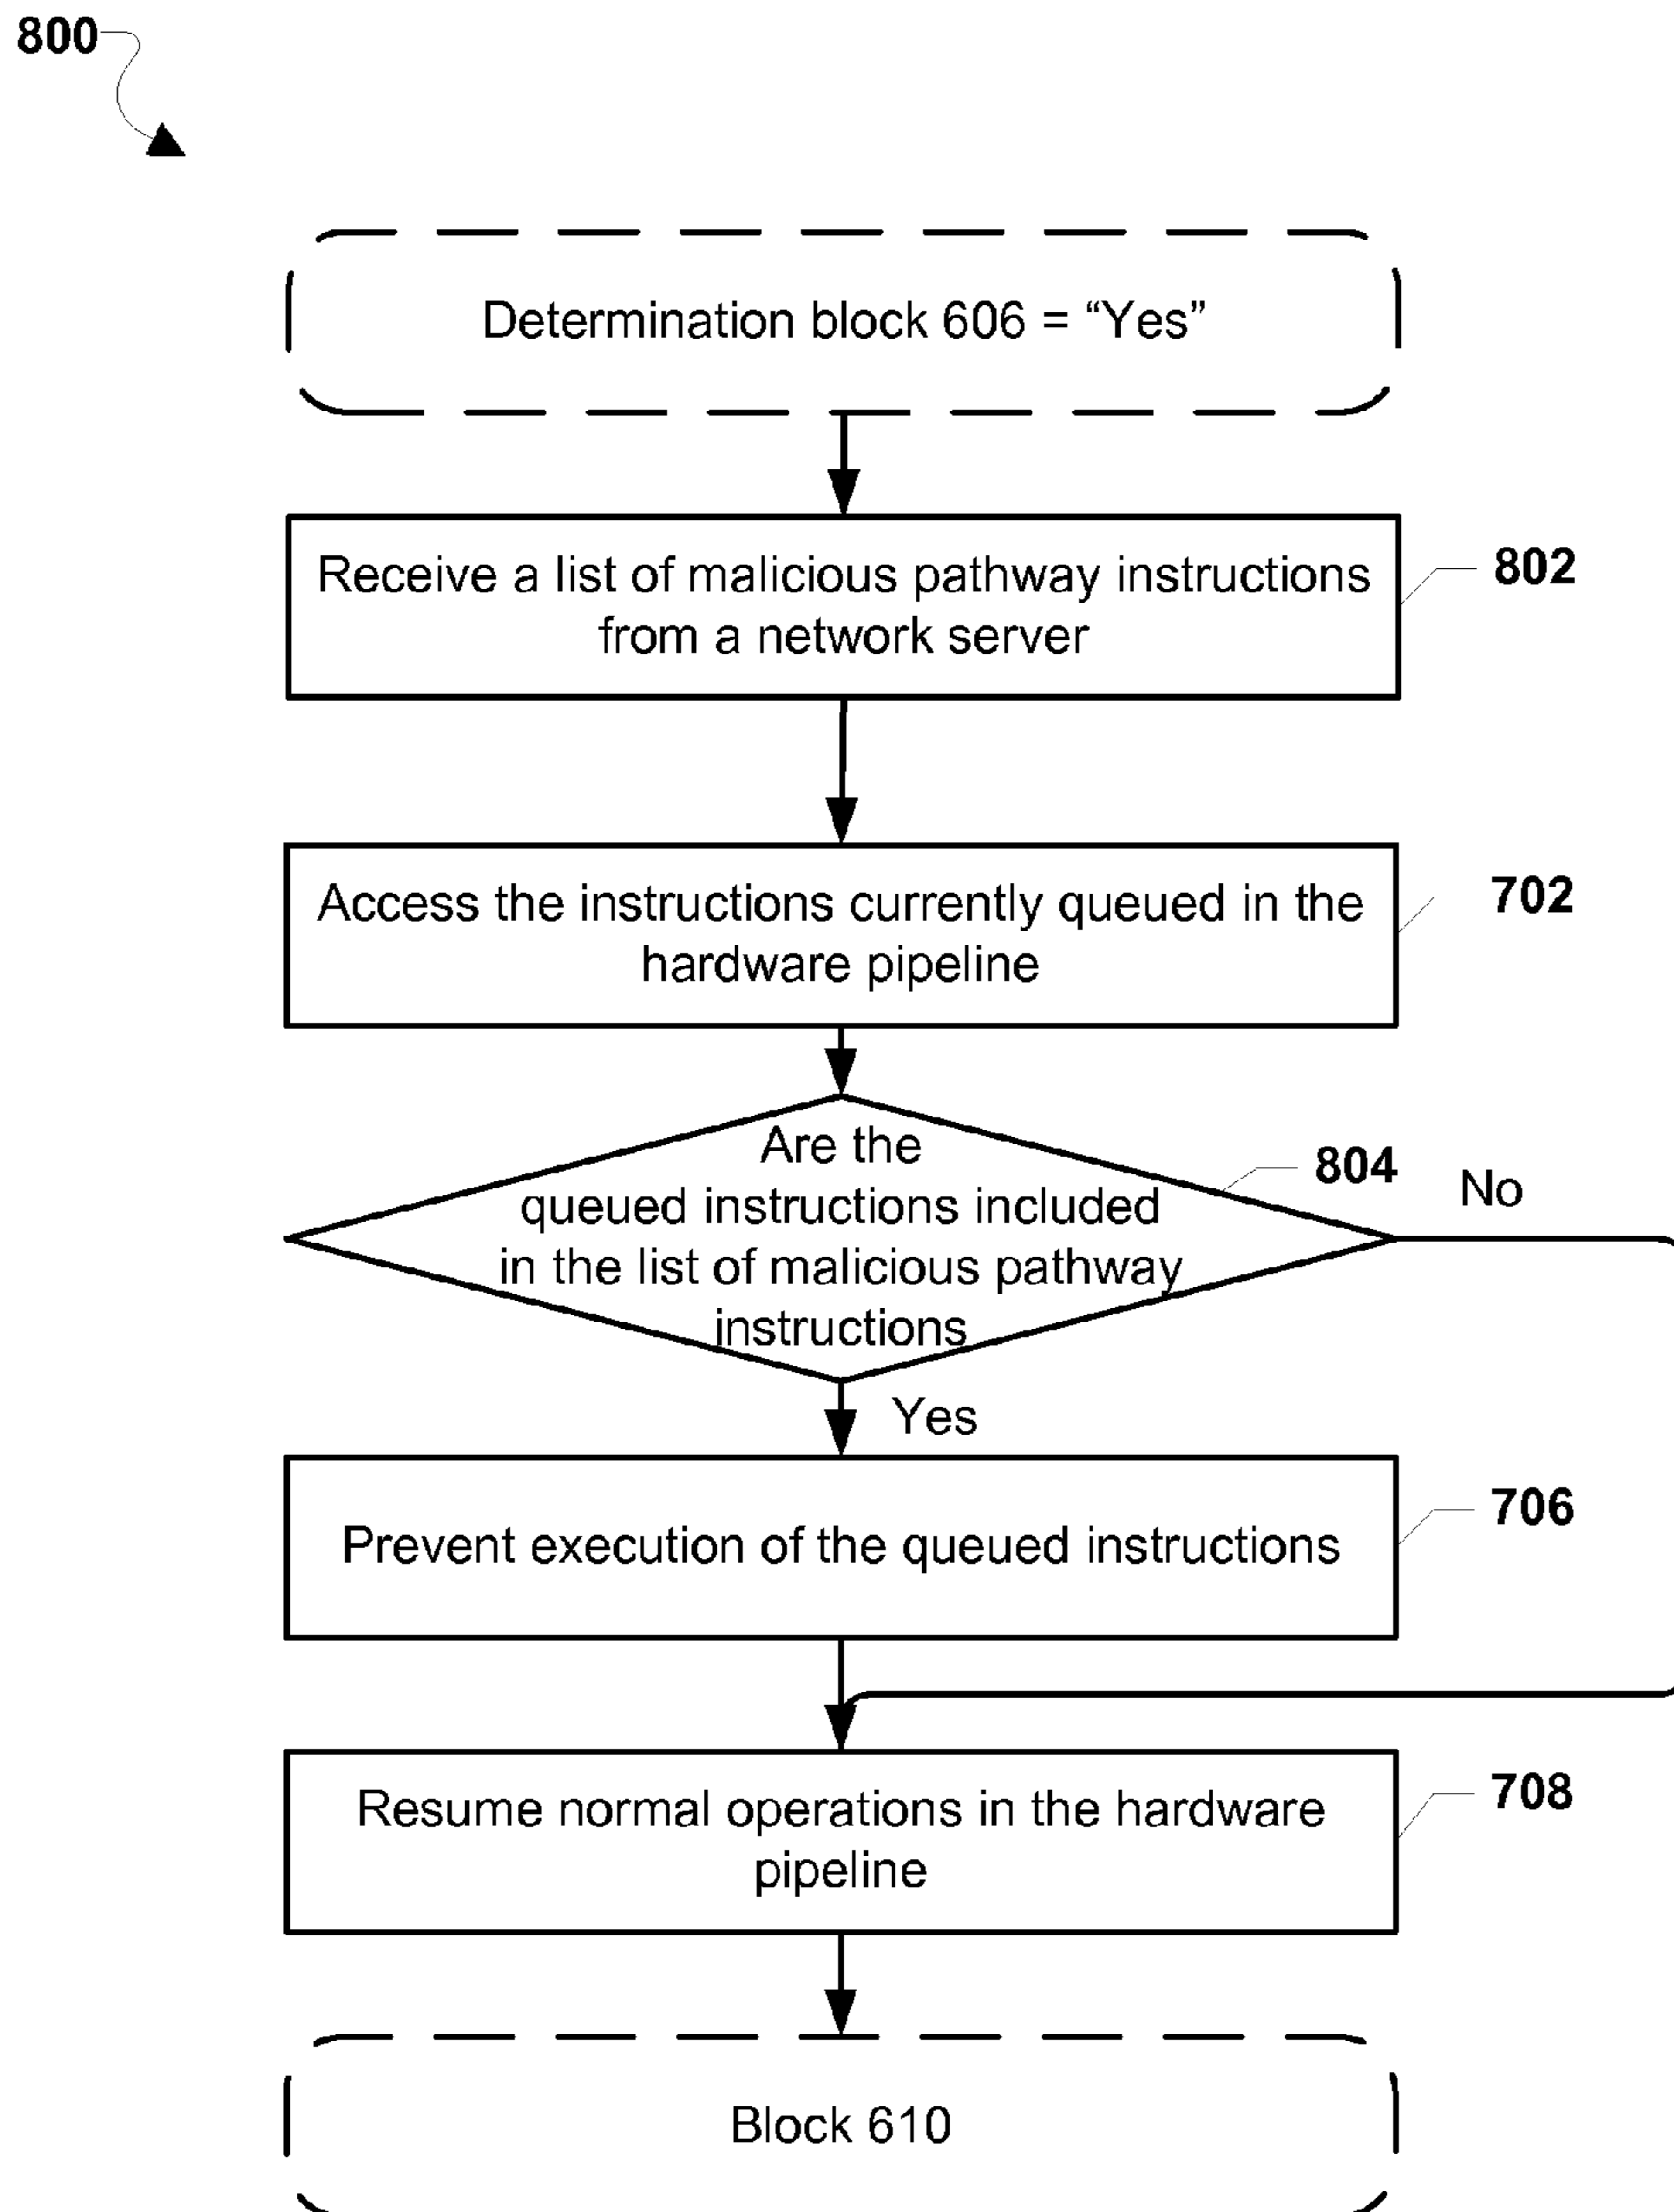 800
Determination block 606 = “Yes”
Receive a list of malicious pathway instructions
from a network server
802
Access the instructions currently queued in the
hardware pipeline
702
Are the
queued instructions included
in the list of malicious pathway
instructions
804
No
Yes
Prevent execution of the queued instructions
706
Resume normal operations in the hardware
pipeline
708
Block 610